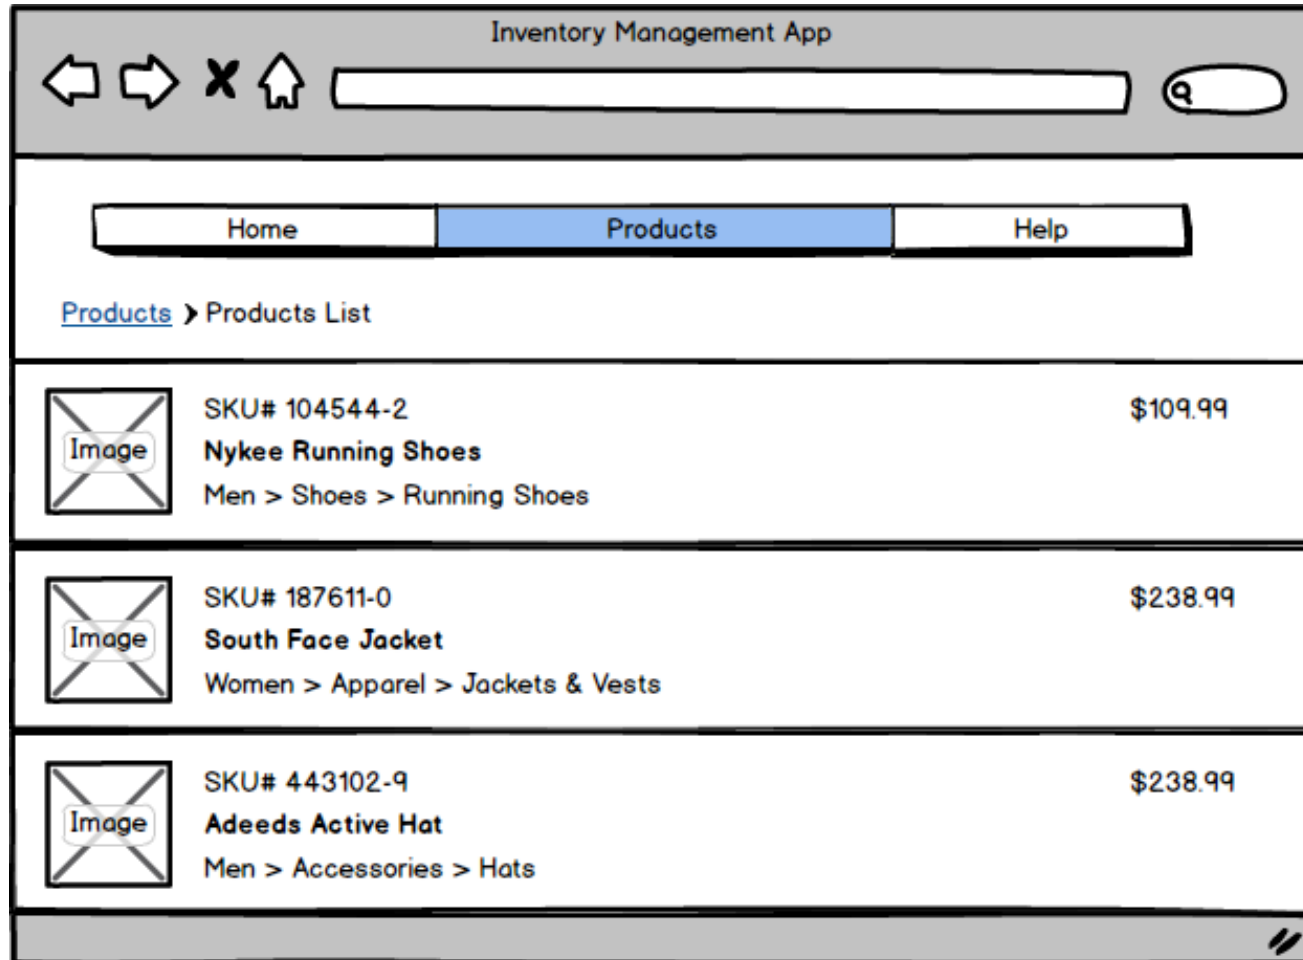 Inventory Management App
Home Products Help
Products > Products List
Image
SKU# 104544-2 $109.99
Nykee Running Shoes
Men > Shoes > Running Shoes
Image
SKU# 187611-0 $238.99
South Face Jacket
Women > Apparel > Jackets & Vests
Image
SKU# 443102-9 $238.99
Adeeds Active Hat
Men > Accessories > Hats